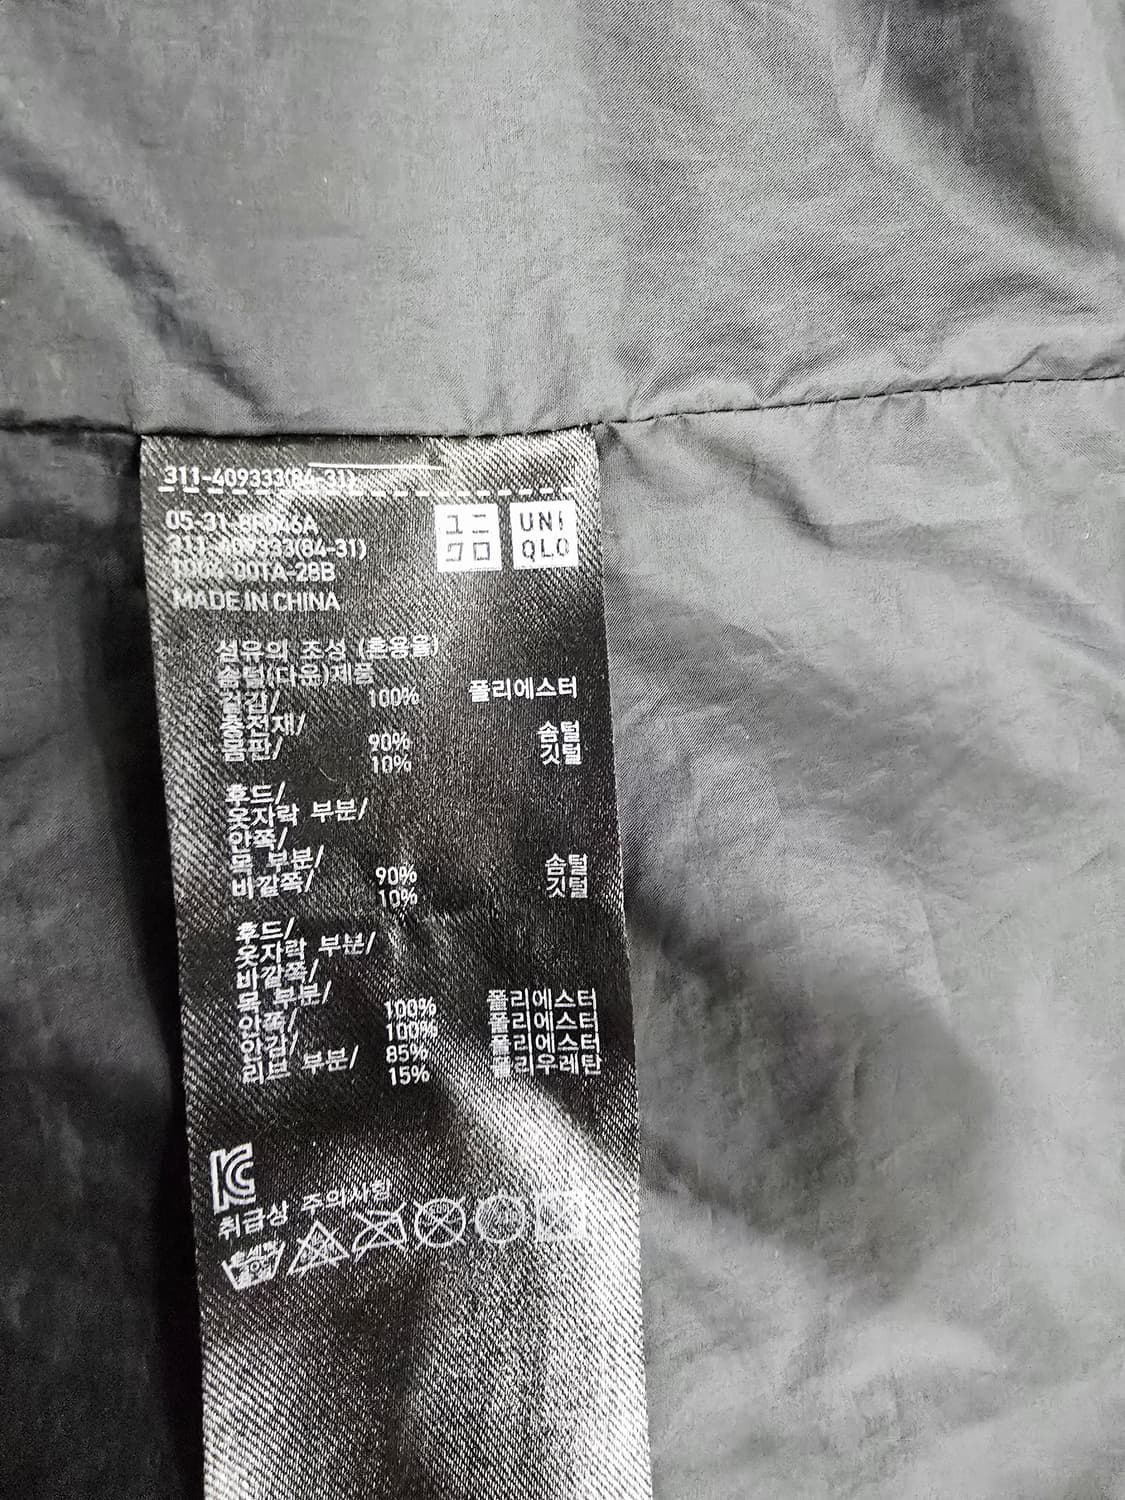 311-409333(84-31)
05-31-8F046A
311-409333(84-31)
001A-28B
MADE IN CHINA
ユニ
クロ
UNI
QLO
섬유의 조성 (혼용율)
솜털(다운)제품
겉감/ 100% 폴리에스터
충전재/
몸판/ 90% 솜털
10% 깃털
후드/
옷자락 부분/
안쪽/
목 부분/
바깥쪽/ 90% 솜털
10% 깃털
후드/
옷자락 부분/
바깥쪽/
목 부분/
안쪽/ 100% 폴리에스터
안감/ 100% 폴리에스터
리브 부분/ 85% 폴리에스터
15% 폴리우레탄
취급상 주의사항